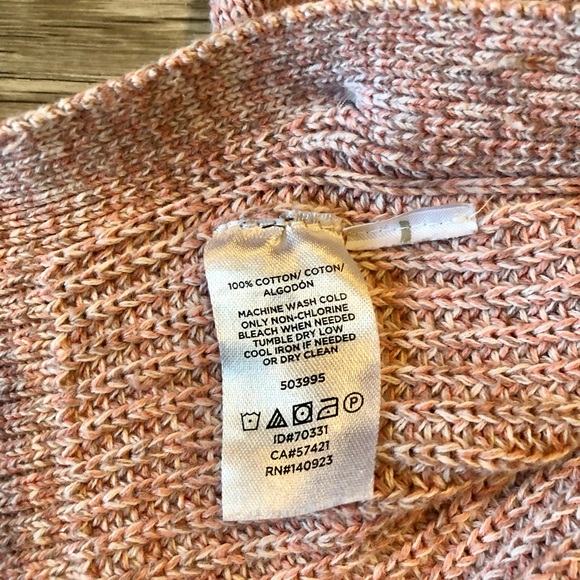 100% COTTON/ COTON/
ALGODÓN
MACHINE WASH COLD
ONLY NON-CHLORINE
BLEACH WHEN NEEDED
TUMBLE DRY LOW
COOL IRON IF NEEDED
OR DRY CLEAN
503995
P
ID#70331
CA#57421
RN#140923